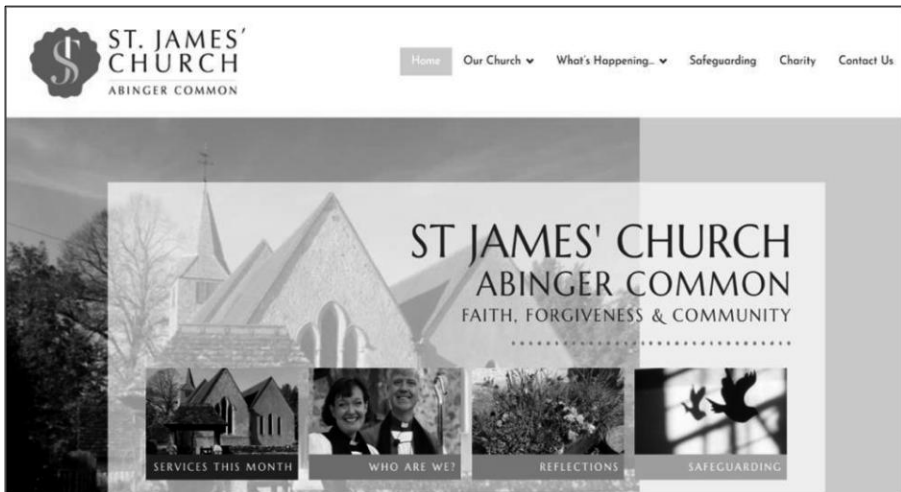 ST. JAMES'
CHURCH
ABINGER COMMON
Home Our Church What's Happening... Safeguarding Charity Contact Us
ST JAMES' CHURCH
ABINGER COMMON
FAITH, FORGIVENESS & COMMUNITY
SERVICES THIS MONTH
WHO ARE WE?
REFLECTIONS
SAFEGUARDING